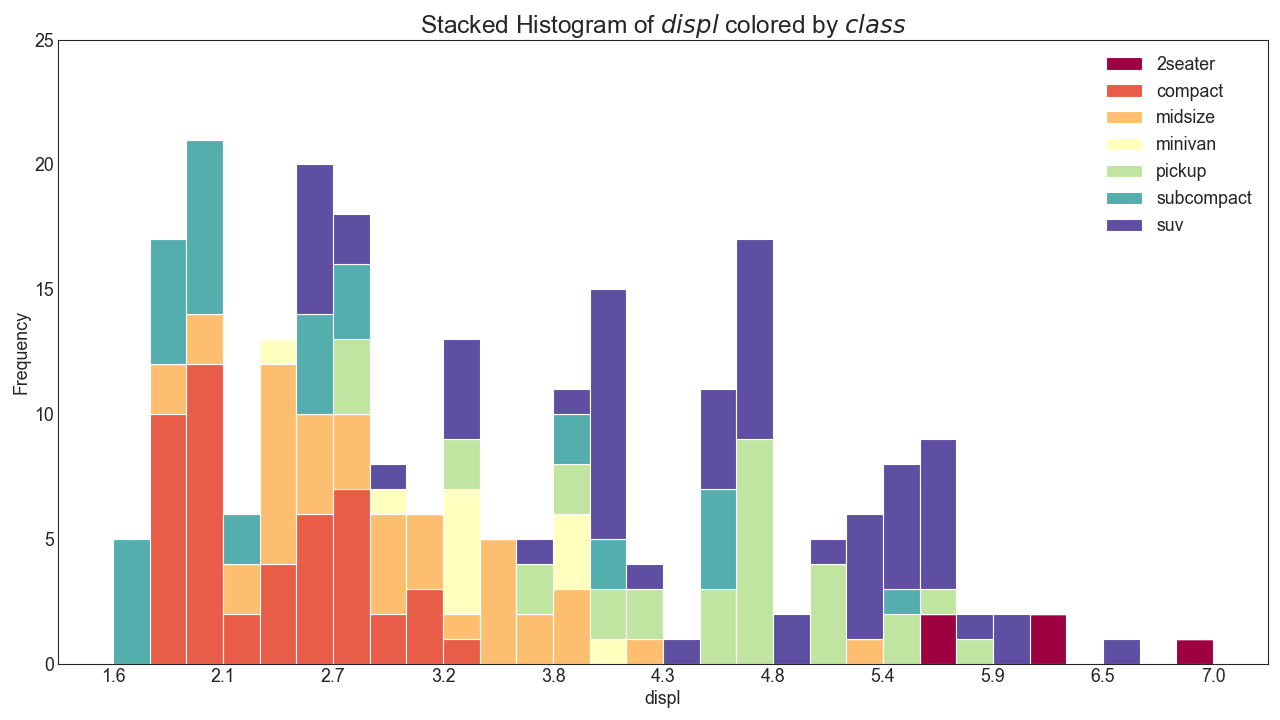 Stacked Histogram of displ colored by class
25
20
15
10
5
0
Frequency
2seater
compact
midsize
minivan
pickup
subcompact
suv
1.6 2.1 2.7 3.2 3.8 4.3 4.8 5.4 5.9 6.5 7.0
displ